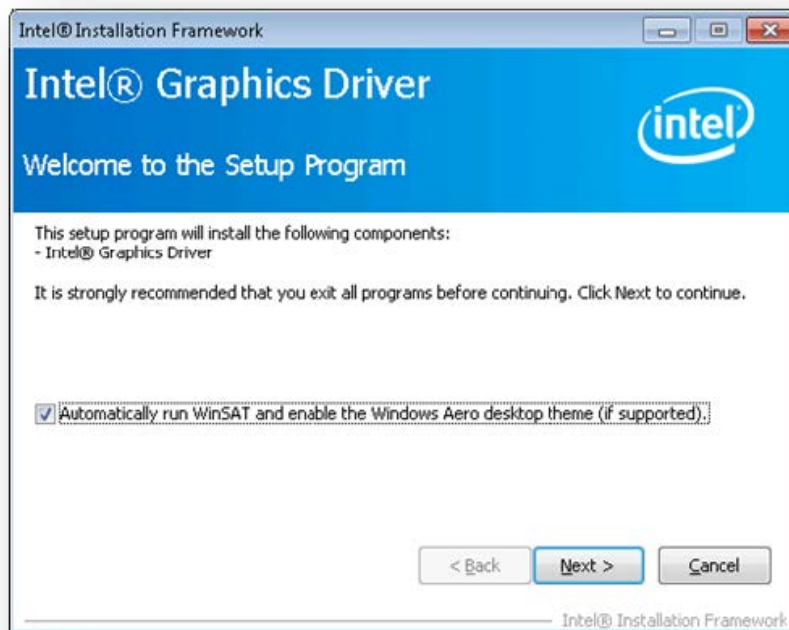 Intel® Installation Framework
Intel® Graphics Driver
intel
Welcome to the Setup Program
This setup program will install the following components:
- Intel® Graphics Driver
It is strongly recommended that you exit all programs before continuing. Click Next to continue.
Automatically run WinSAT and enable the Windows Aero desktop theme (if supported).
< Back Next > Cancel
Intel® Installation Framework